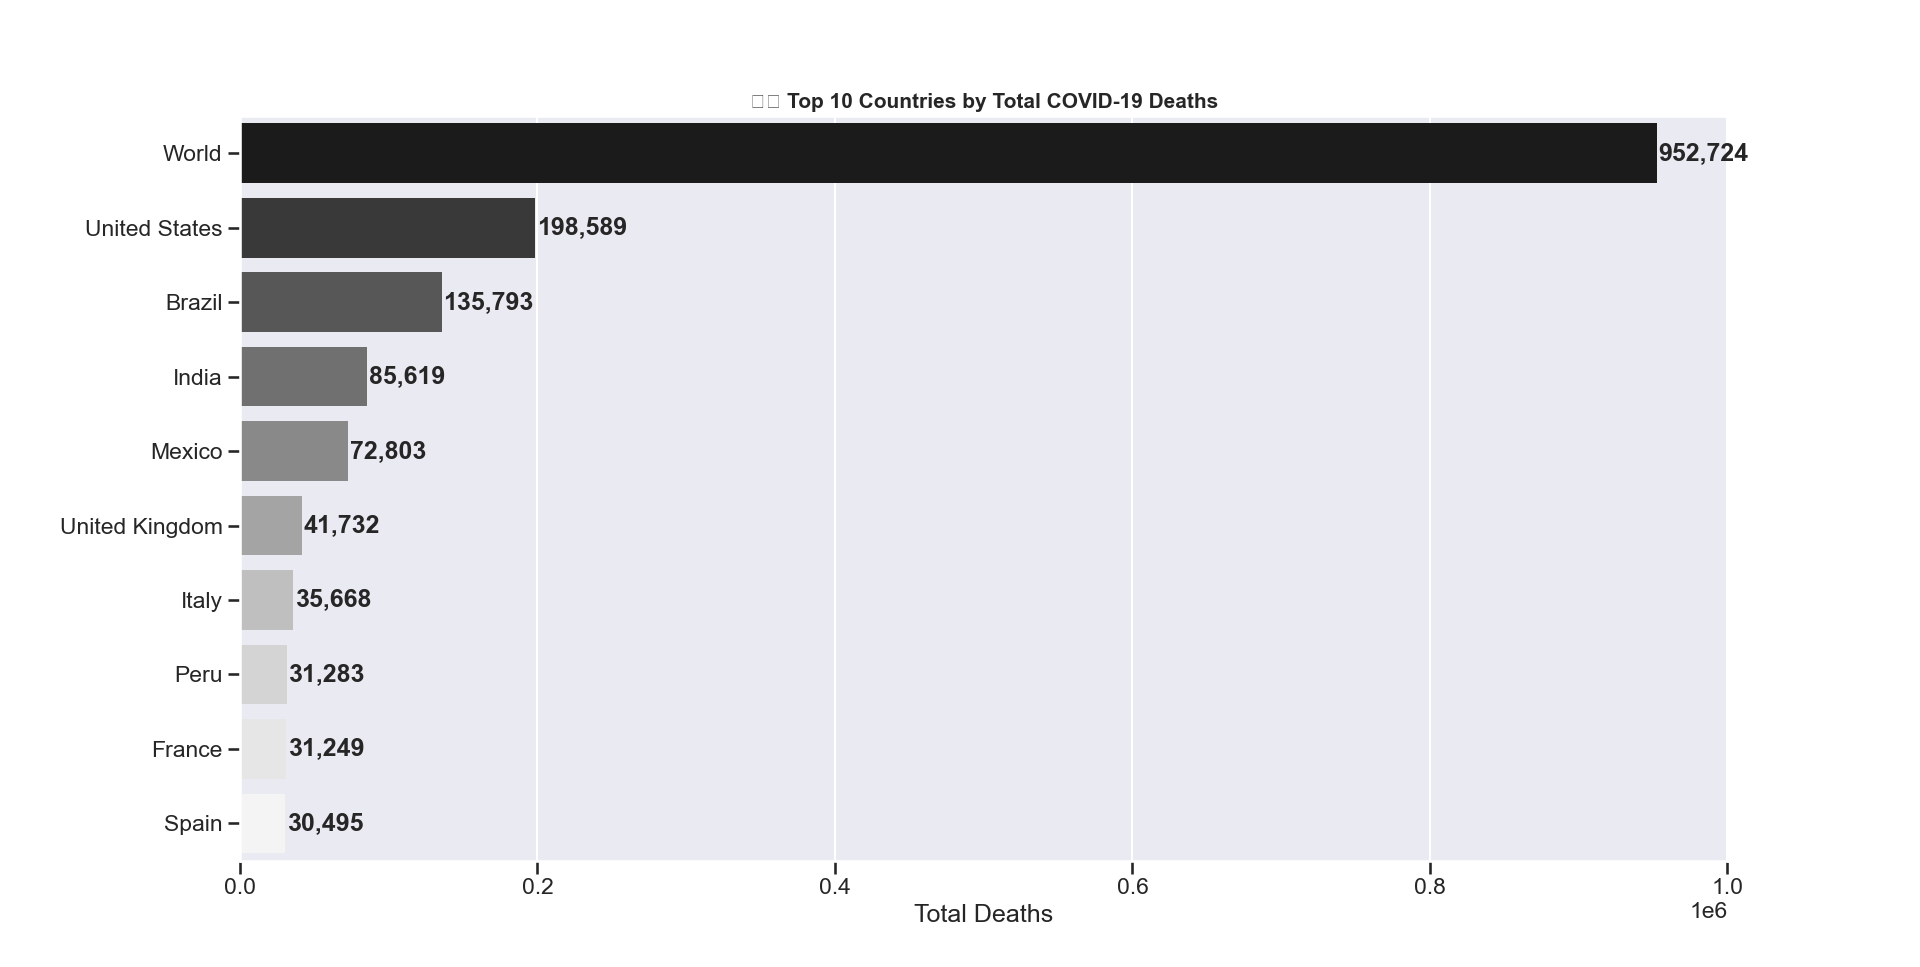 Top 10 Countries by Total COVID-19 Deaths
World 952,724
United States 198,589
Brazil 135,793
India 85,619
Mexico 72,803
United Kingdom 41,732
Italy 35,668
Peru 31,283
France 31,249
Spain 30,495
0.0 0.2 0.4 0.6 0.8 1.0
Total Deaths 1e6